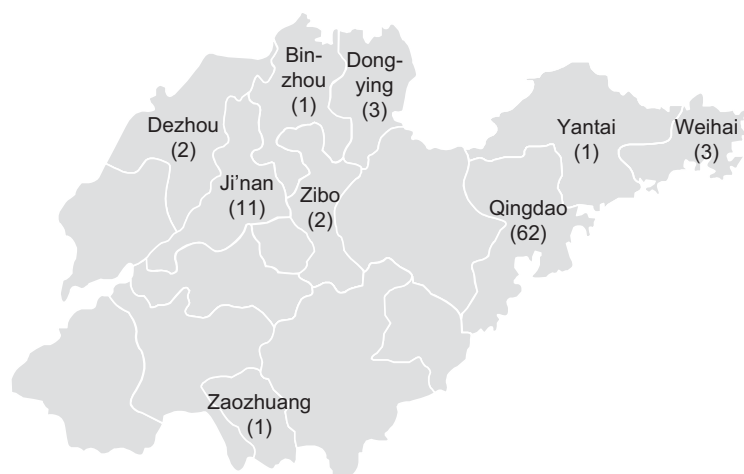 Bin-
zhou
(1)
Dong-
ying
(3)
Dezhou
(2)
Yantai
(1)
Weihai
(3)
Ji'nan
(11)
Zibo
(2)
Qingdao
(62)
Zaozhuang
(1)